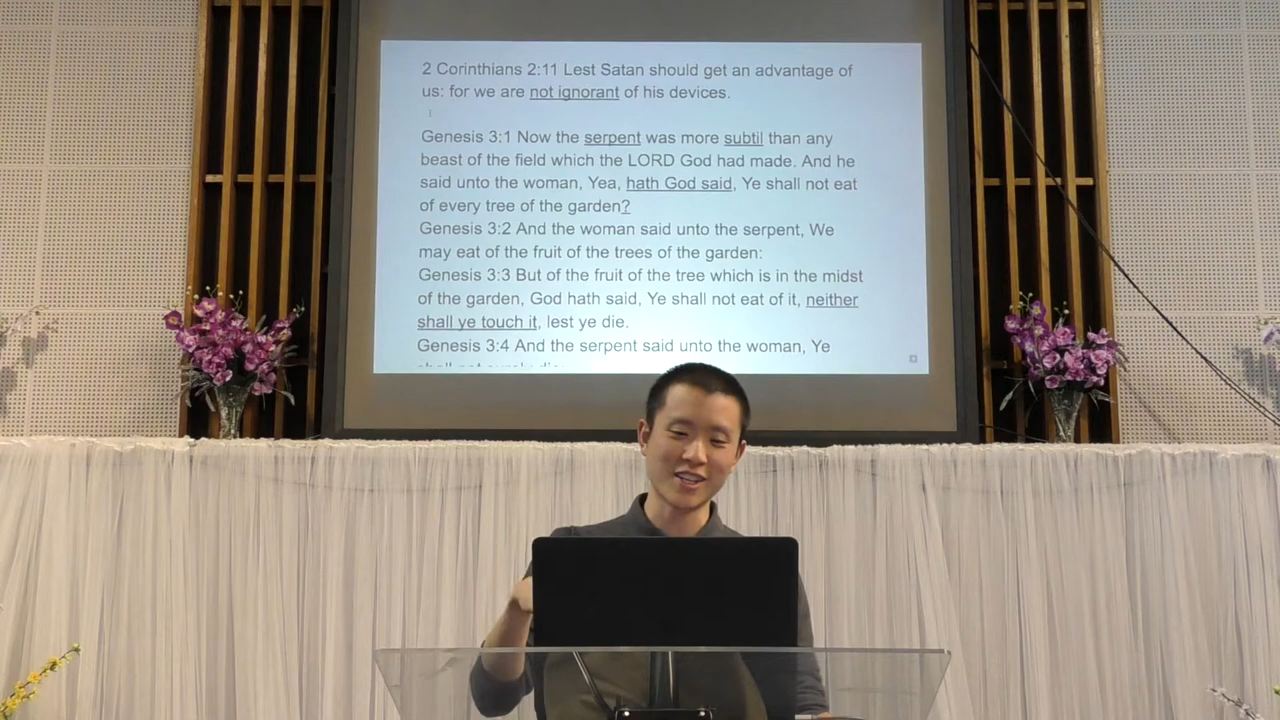 2 Corinthians 2:11 Lest Satan should get an advantage of
us: for we are not ignorant of his devices.
Genesis 3:1 Now the serpent was more subtil than any
beast of the field which the LORD God had made. And he
said unto the woman, Yea, hath God said, Ye shall not eat
of every tree of the garden?
Genesis 3:2 And the woman said unto the serpent, We
may eat of the fruit of the trees of the garden:
Genesis 3:3 But of the fruit of the tree which is in the midst
of the garden, God hath said, Ye shall not eat of it, neither
shall ye touch it, lest ye die.
Genesis 3:4 And the serpent said unto the woman, Ye